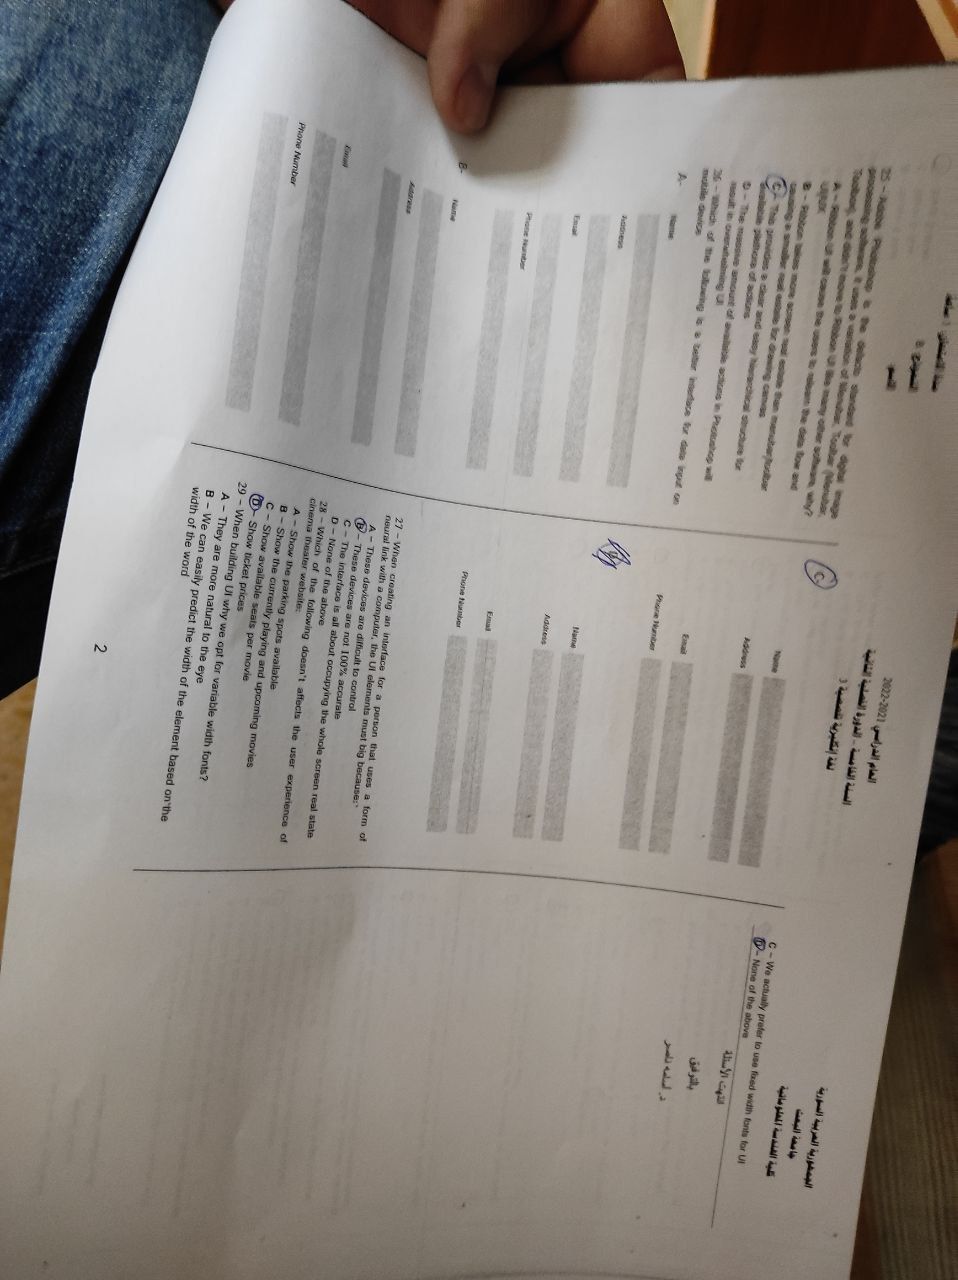 مدة الامتحان: 1 ساعة
النموذج: B
الاسم:
25 – Adobe Photoshop is the defacto standard for digital image
processing software, it uses a variation of Menubar, Toolbar (Menubar,
Toolbox), and didn't move to Ribbon UI like many other software, why?
A – Ribbon UI will cause the users to relearn the data flow and
UI/UX
B – Ribbon takes more screen real estate than menubar/toolbar
causing a smaller real estate for drawing canvas
C – This provides a clear and easy hierarchical structure for
available plethora of actions
D – The massive amount of available actions in Photoshop will
result in overwhelming UI
26 – Which of the following is a better interface for data input on
mobile device
A-
Name
Address
Email
Phone Number
B-
Name
Address
Email
Phone Number
العام الدراسي 2021-2022
السنة الخامسة – الدورة الفصلية الثانية
لغة إنكليزية تخصصية 3
C-
Name
Address
Email
Phone Number
Name
Address
Email
Phone Number
27 – When creating an interface for a person that uses a form of
neural link with a computer, the UI elements must big because:
A – These devices are difficult to control
B – These devices are not 100% accurate
C – The interface is all about occupying the whole screen real state
D – None of the above
28 – Which of the following doesn't affects the user experience of
cinema theater website:
A – Show the parking spots available
B – Show the currently playing and upcoming movies
C – Show available seats per movie
D – Show ticket prices
29 – When building UI why we opt for variable width fonts?
A – They are more natural to the eye
B – We can easily predict the width of the element based on the
width of the word
الجمهورية العربية السورية
جامعة البعث
كلية الهندسة المعلوماتية
C – We actually prefer to use fixed width fonts for UI
D – None of the above
انتهت الأسئلة
بالتوفيق
د. أسامه ناصر
2